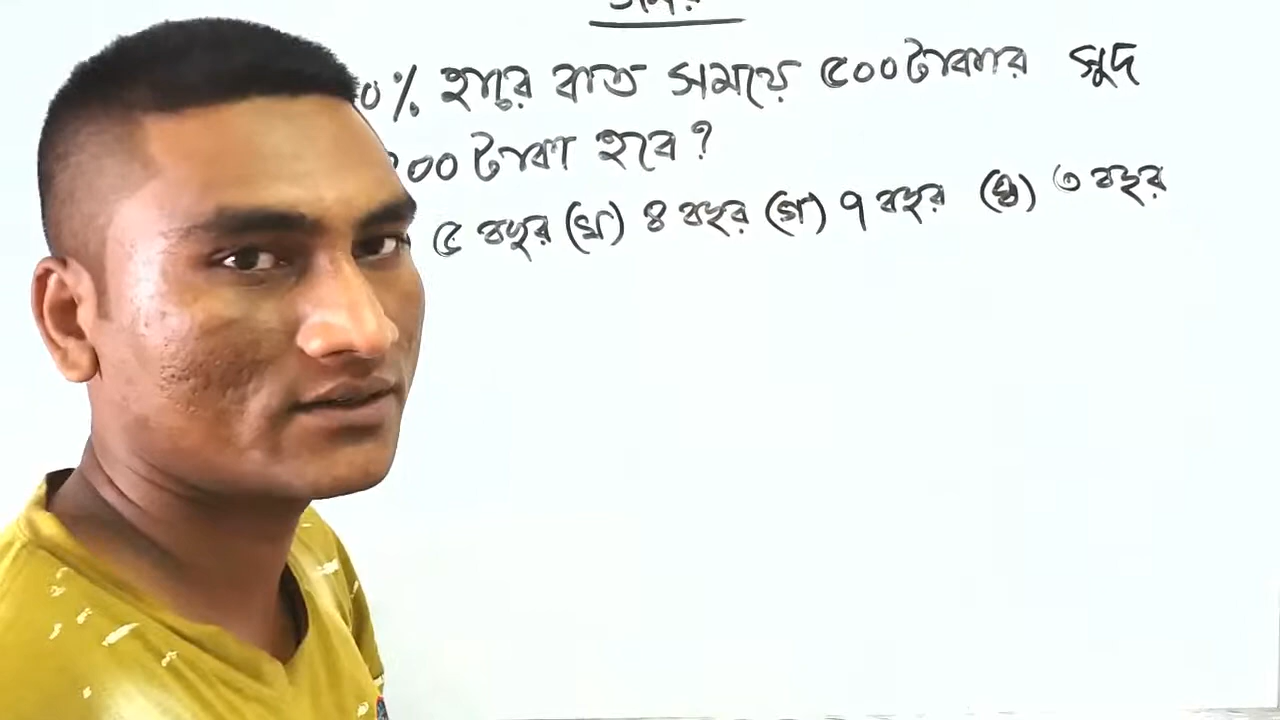 ০% হারে কত সময়ে ৫০০ টাকার সুদ
০০ টাকা হবে?
৫ বছর (খ) ৪ বছর (গ) ৭ বছর (ঘ) ৩ বছর